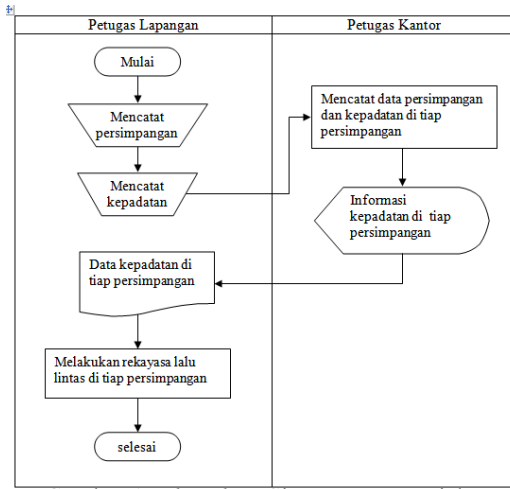 Petugas Lapangan
Petugas Kantor
Mulai
Mencatat
persimpangan
Mencatat
kepadatan
Mencatat data persimpangan
dan kepadatan di tiap
persimpangan
Informasi
kepadatan di tiap
persimpangan
Data kepadatan di
tiap persimpangan
Melakukan rekayasa lalu
lintas di tiap persimpangan
selesai